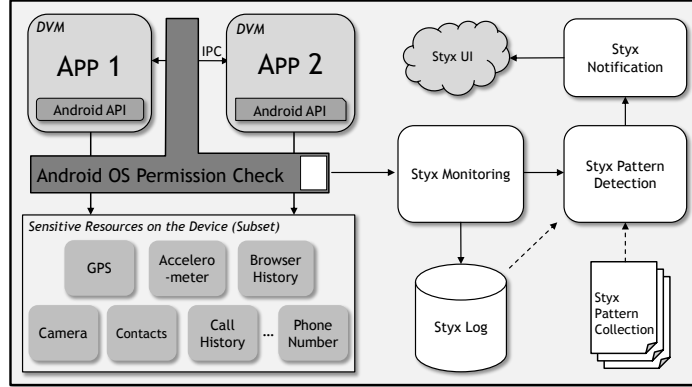 DVM
APP 1
Android API
IPC
DVM
APP 2
Android API
Android OS Permission Check
Sensitive Resources on the Device (Subset)
GPS
Accelero
-meter
Browser
History
Camera
Contacts
Call
History
...
Phone
Number
Styx UI
Styx
Notification
Styx Monitoring
Styx Pattern
Detection
Styx Log
Styx
Pattern
Collection